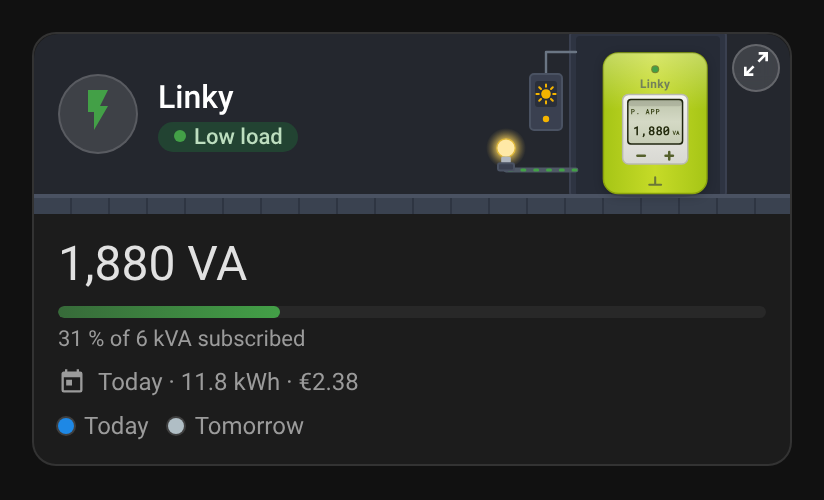 Linky
Low load
Linky
P. APP
1,880 VA
1,880 VA
31 % of 6 kVA subscribed
Today · 11.8 kWh · €2.38
Today
Tomorrow